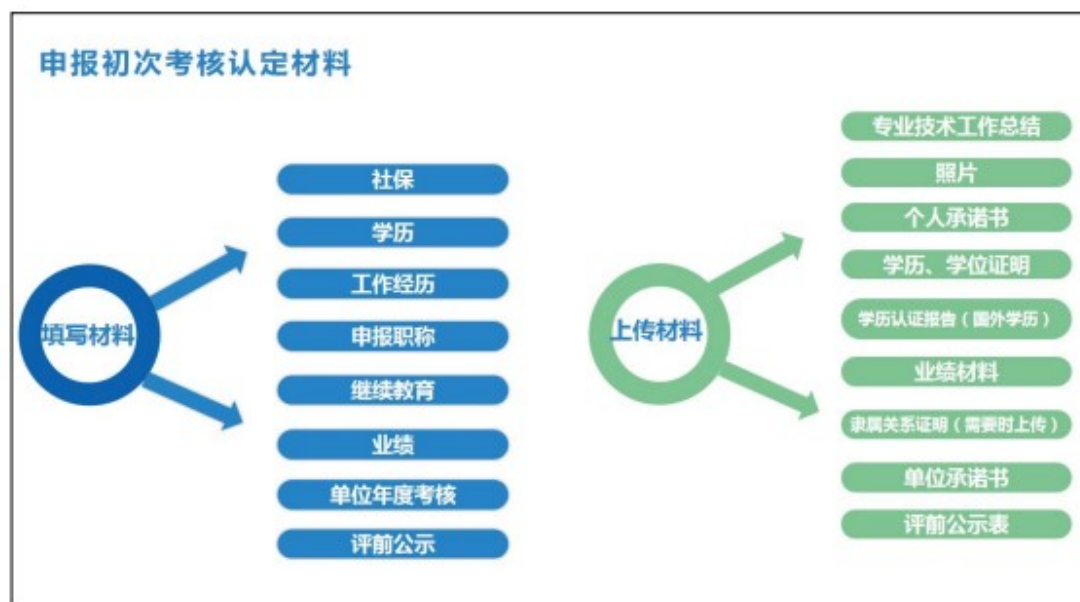 申报初次考核认定材料
填写材料
社保
学历
工作经历
申报职称
继续教育
业绩
单位年度考核
评前公示
上传材料
专业技术工作总结
照片
个人承诺书
学历、学位证明
学历认证报告（国外学历）
业绩材料
隶属关系证明（需要时上传）
单位承诺书
评前公示表